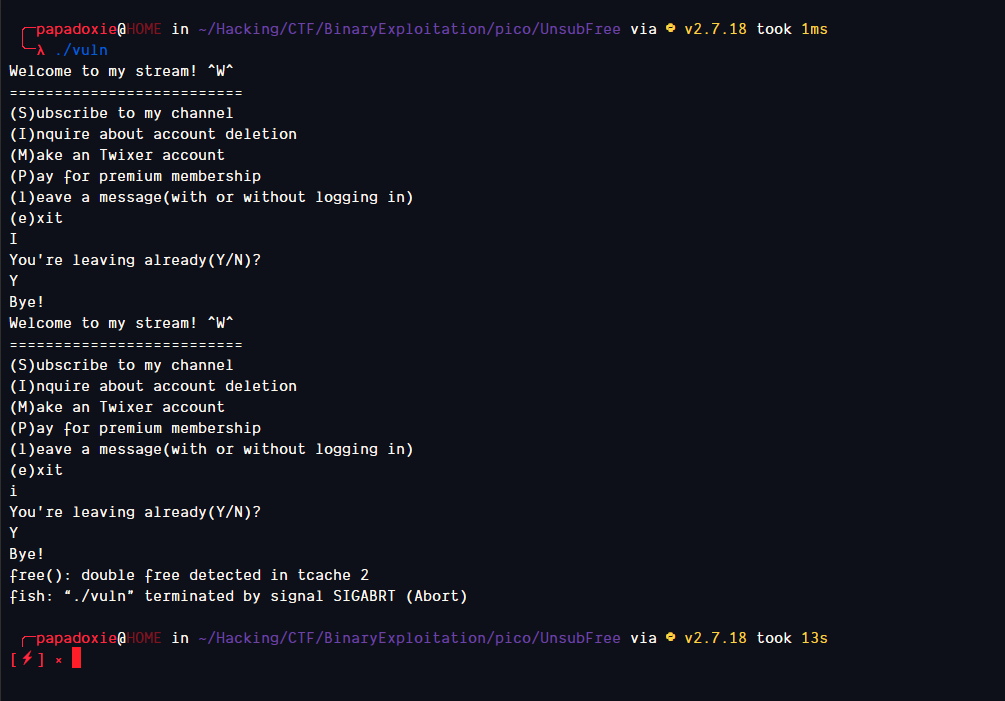 papadoxie@HOME in ~/Hacking/CTF/BinaryExploitation/pico/UnsubFree via v2.7.18 took 1ms
λ ./vuln
Welcome to my stream! ^W^
==========================
(S)ubscribe to my channel
(I)nquire about account deletion
(M)ake an Twixer account
(P)ay for premium membership
(l)eave a message(with or without logging in)
(e)xit
I
You're leaving already(Y/N)?
Y
Bye!
Welcome to my stream! ^W^
==========================
(S)ubscribe to my channel
(I)nquire about account deletion
(M)ake an Twixer account
(P)ay for premium membership
(l)eave a message(with or without logging in)
(e)xit
i
You're leaving already(Y/N)?
Y
Bye!
free(): double free detected in tcache 2
fish: “./vuln” terminated by signal SIGABRT (Abort)
papadoxie@HOME in ~/Hacking/CTF/BinaryExploitation/pico/UnsubFree via v2.7.18 took 13s
[⚡] ×